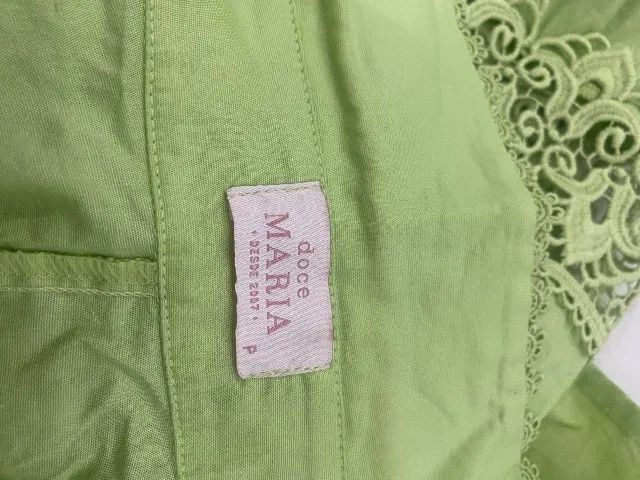 doce
MARIA
• DESDE 2007 •
P